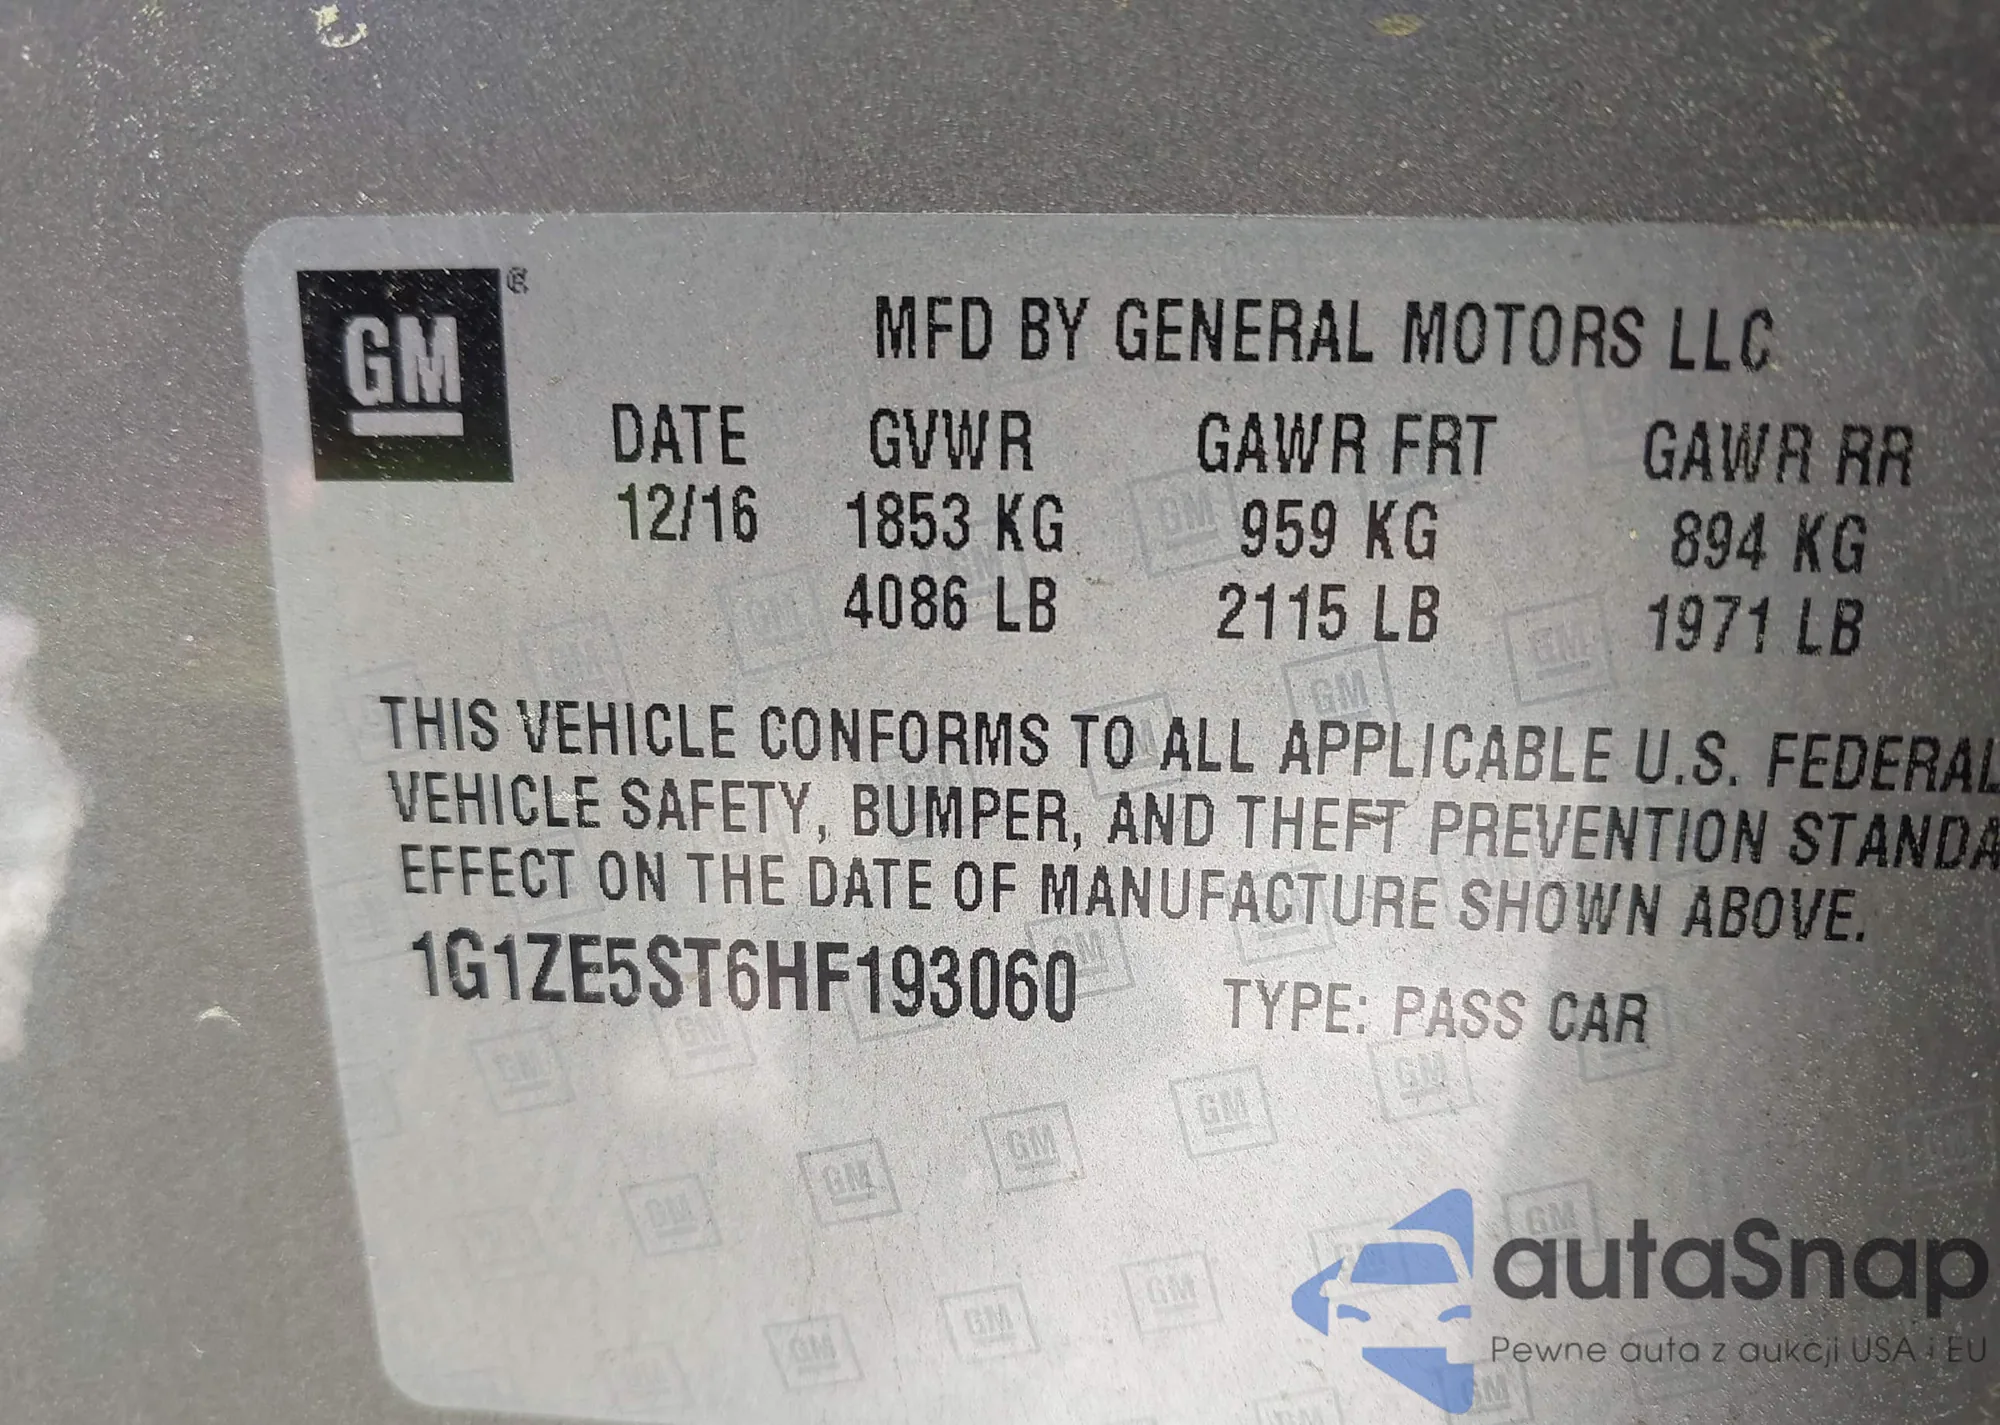 GM ®
MFD BY GENERAL MOTORS LLC
DATE GVWR GAWR FRT GAWR RR
12/16 1853 KG 959 KG 894 KG
4086 LB 2115 LB 1971 LB
THIS VEHICLE CONFORMS TO ALL APPLICABLE U.S. FEDERAL
VEHICLE SAFETY, BUMPER, AND THEFT PREVENTION STANDA
EFFECT ON THE DATE OF MANUFACTURE SHOWN ABOVE.
1G1ZE5ST6HF193060
TYPE: PASS CAR
autaSnap
Pewne auta z aukcji USA i EU